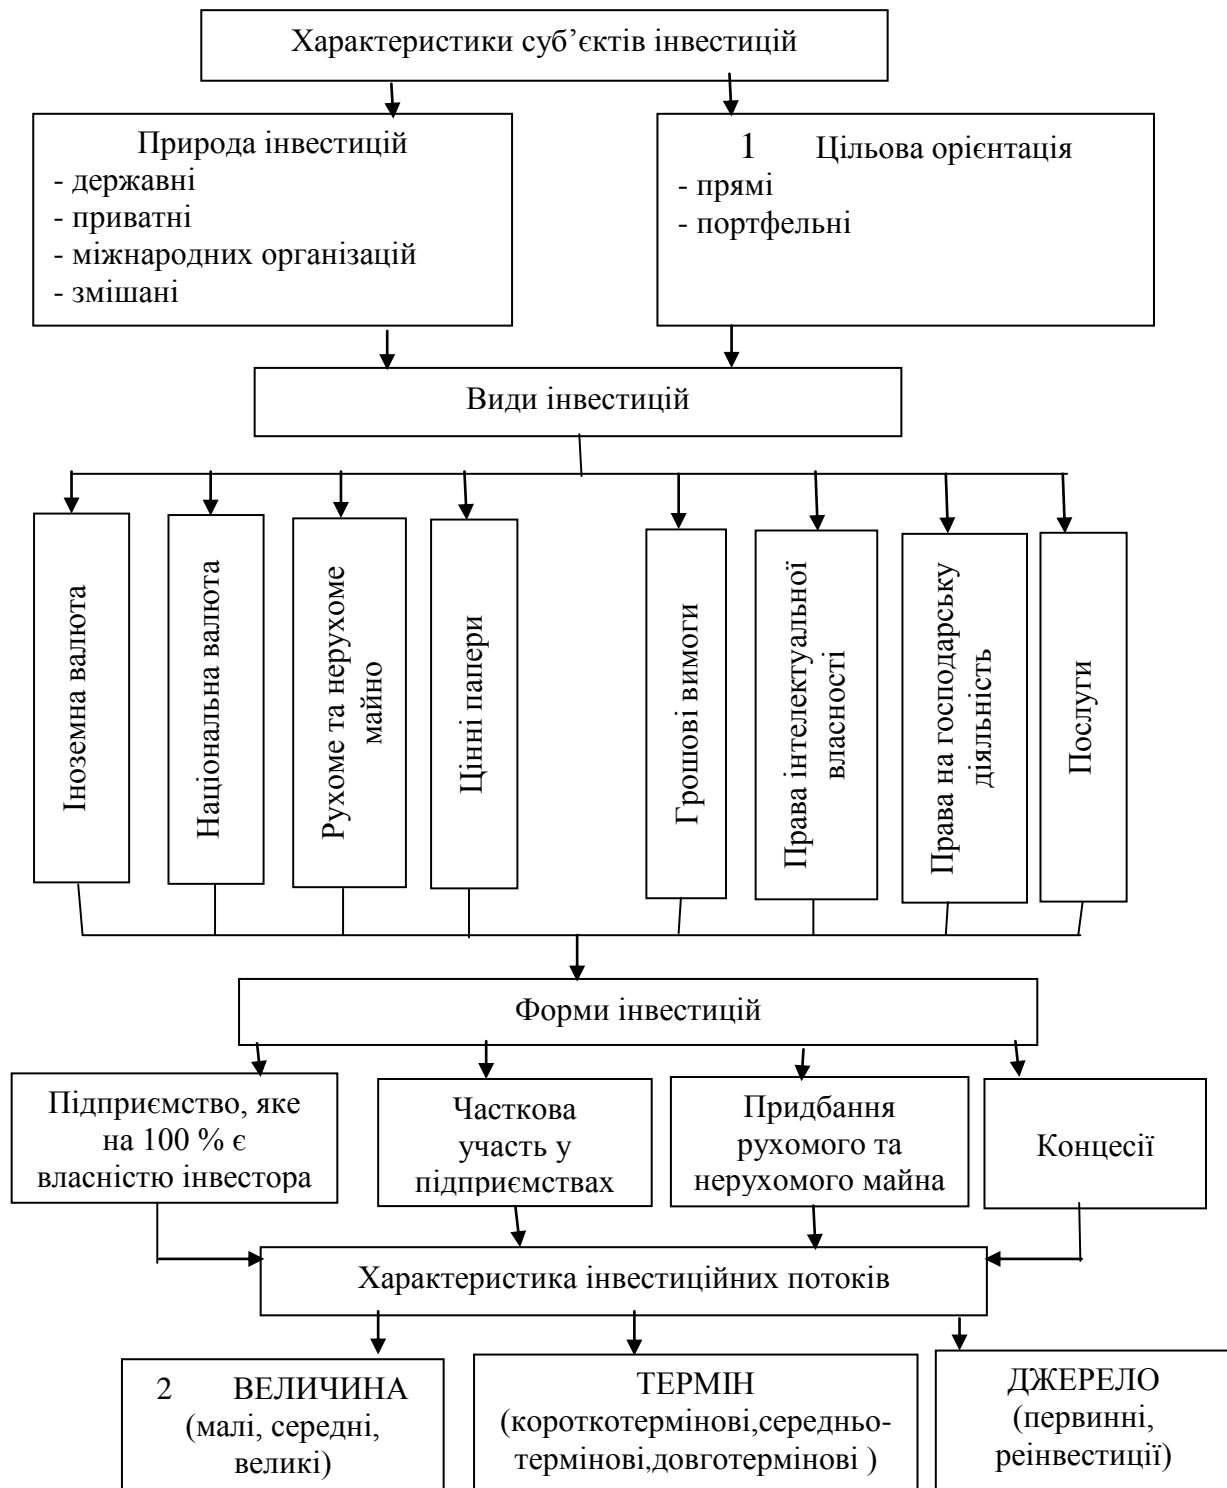 Характеристики суб’єктів інвестицій
Природа інвестицій
- державні
- приватні
- міжнародних організацій
- змішані
1 Цільова орієнтація
- прямі
- портфельні
Види інвестицій
Іноземна валюта
Національна валюта
Рухоме та нерухоме
майно
Цінні папери
Грошові вимоги
Права інтелектуальної
власності
Права на господарську
діяльність
Послуги
Форми інвестицій
Підприємство, яке
на 100 % є
власністю інвестора
Часткова
участь у
підприємствах
Придбання
рухомого та
нерухомого майна
Концесії
Характеристика інвестиційних потоків
2 ВЕЛИЧИНА
(малі, середні,
великі)
ТЕРМІН
(короткотермінові,середньо-
термінові,довготермінові )
ДЖЕРЕЛО
(первинні,
реінвестиції)